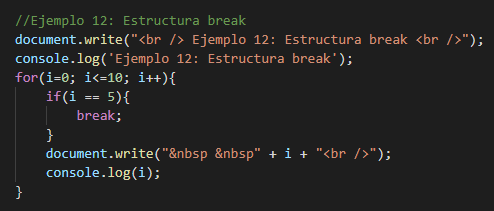 //Ejemplo 12: Estructura break
document.write("<br /> Ejemplo 12: Estructura break <br />");
console.log('Ejemplo 12: Estructura break');
for(i=0; i<=10; i++){
    if(i == 5){
        break;
    }
    document.write("&nbsp &nbsp" + i + "<br />");
    console.log(i);
}